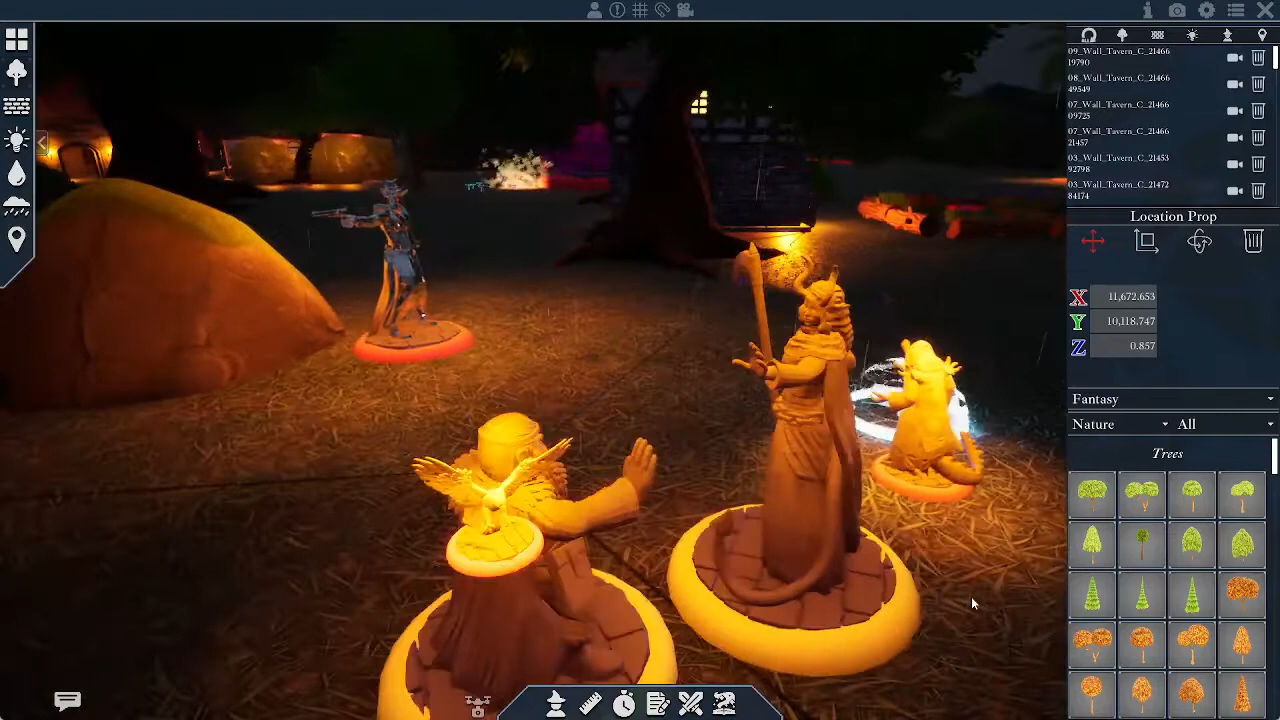 09_Wall_Tavern_C_21466
19790
08_Wall_Tavern_C_21466
49549
07_Wall_Tavern_C_21466
09725
07_Wall_Tavern_C_21466
21457
03_Wall_Tavern_C_21453
92798
03_Wall_Tavern_C_21472
84174
Location Prop
X 11,672.653
Y 10,118.747
Z 0.857
Fantasy
Nature All
Trees